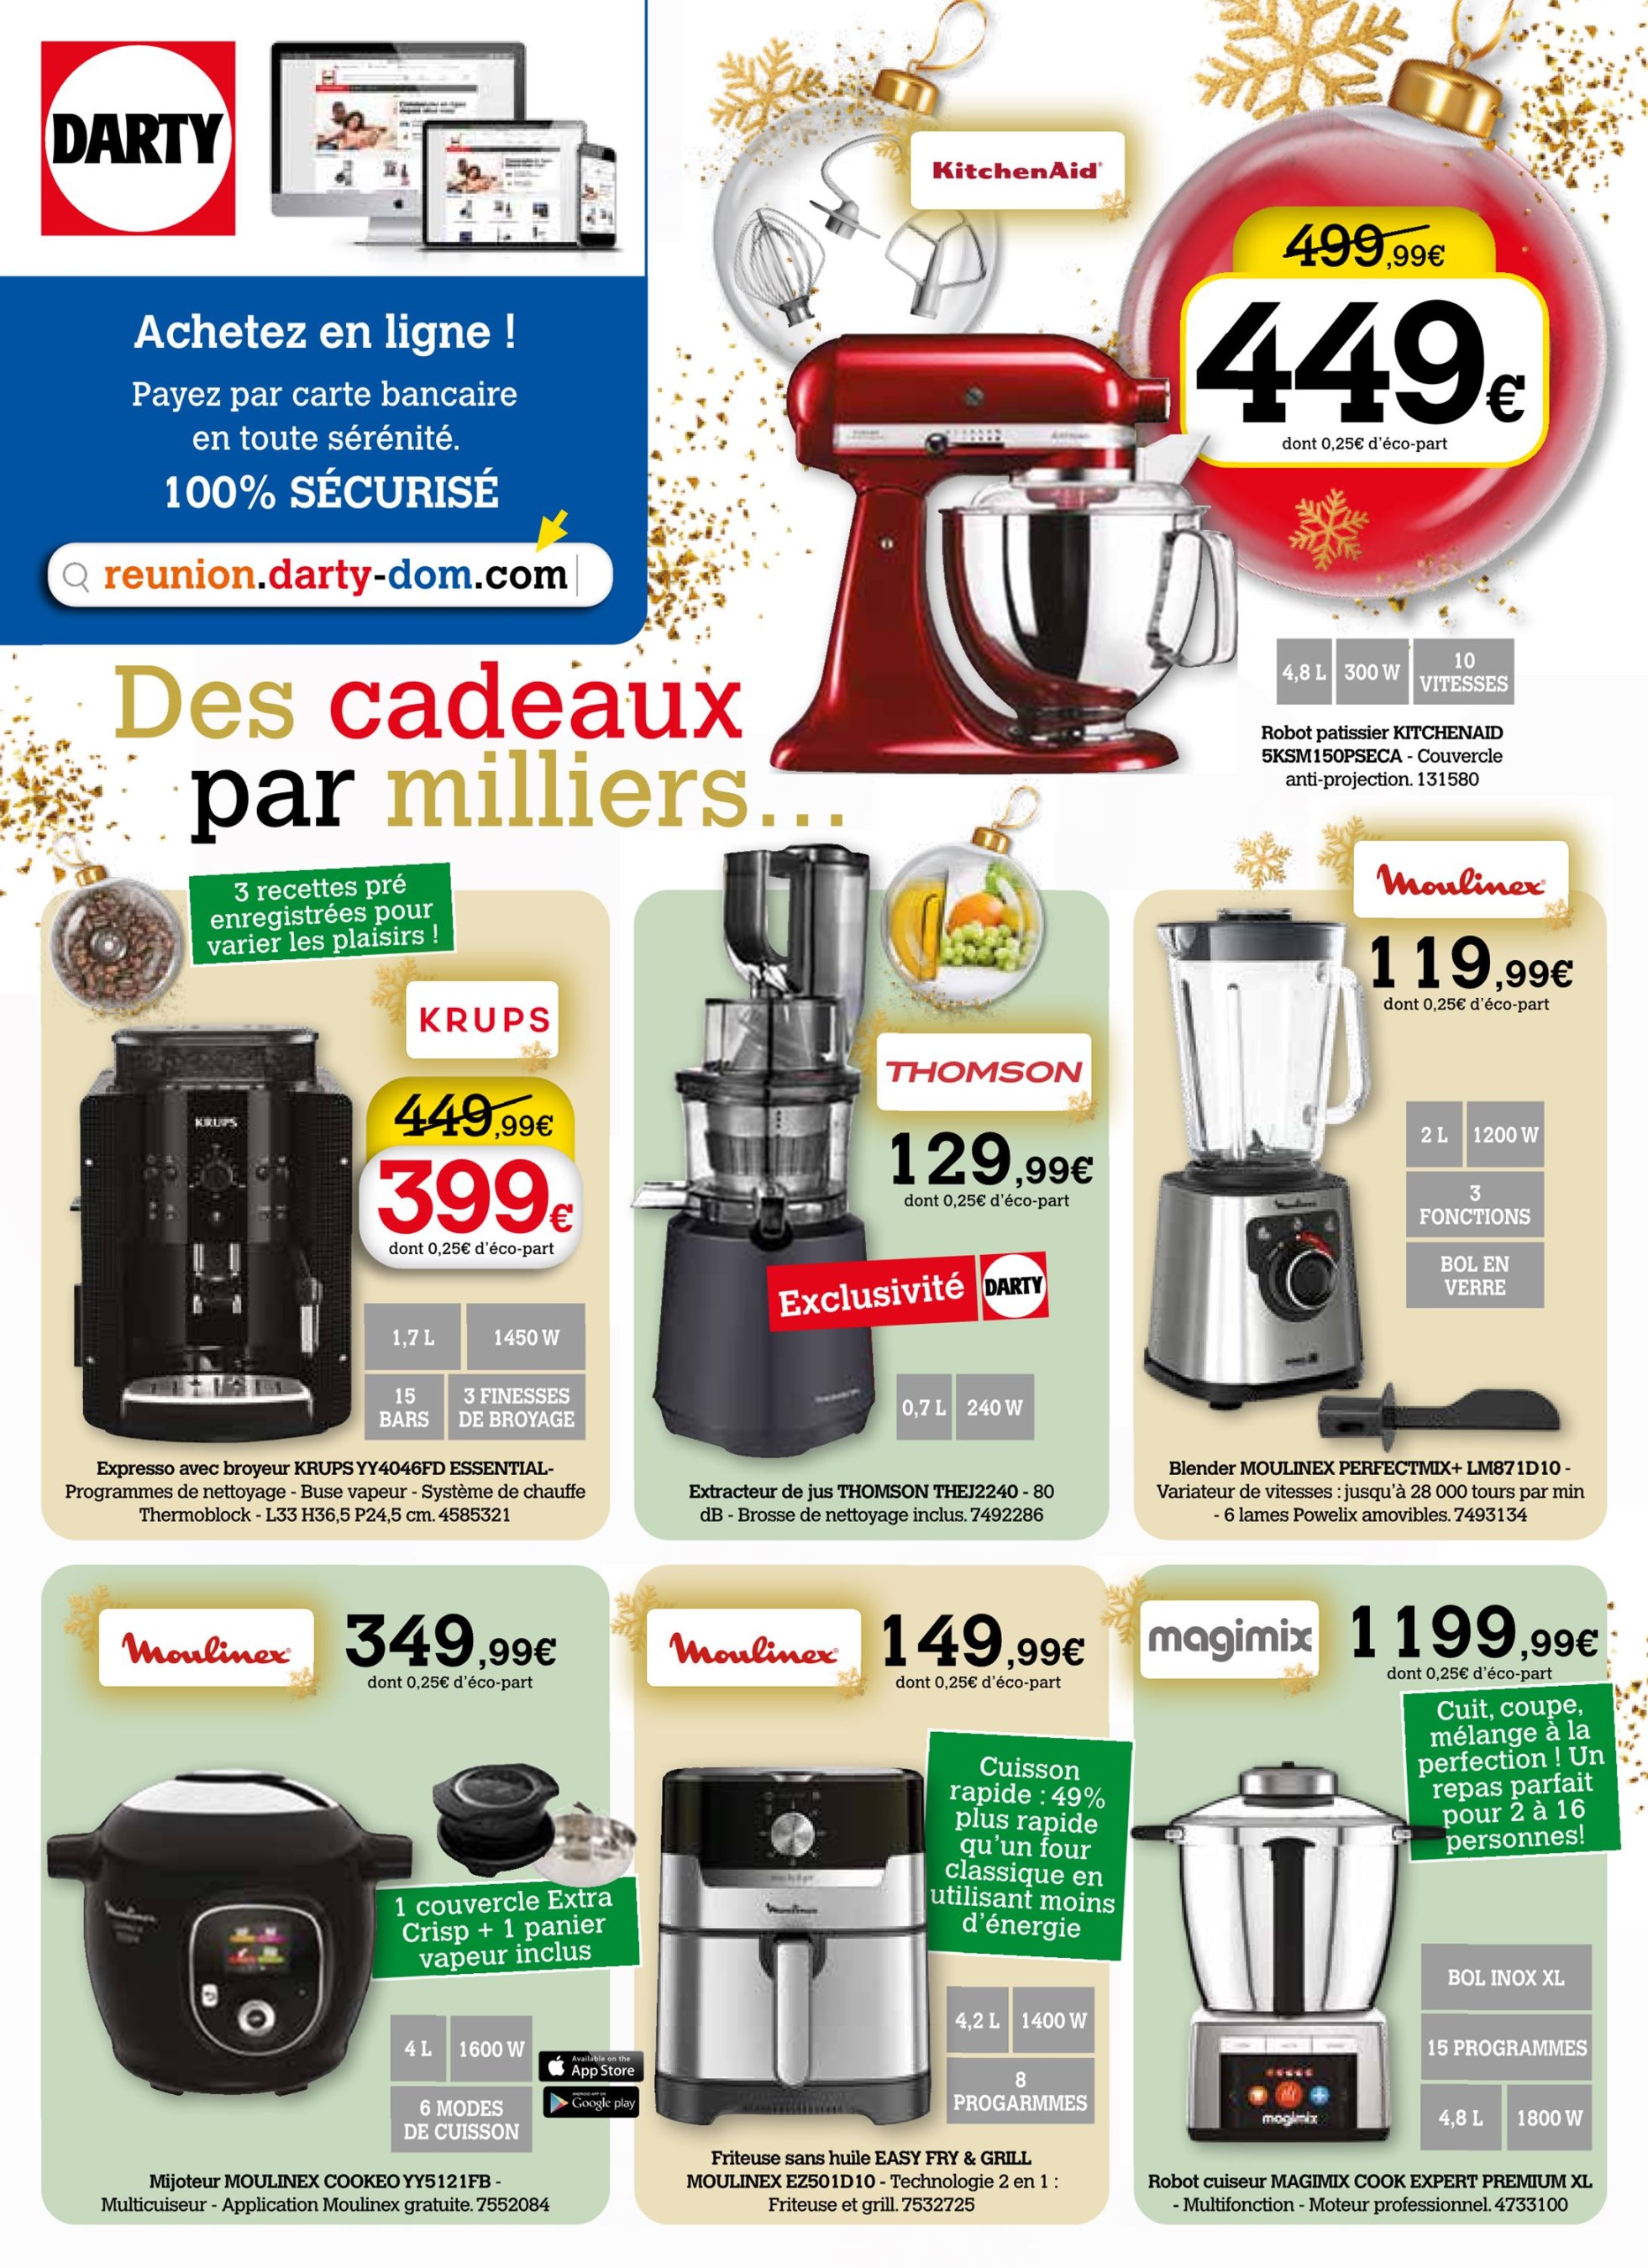 DARTY
Achetez en ligne !
Payez par carte bancaire
en toute sérénité.
100% SÉCURISÉ
reunion.darty-dom.com
KitchenAid
499,99€
449€
dont 0,25€ d'éco-part
4,8 L
300 W
10
VITESSES
Robot patissier KITCHENAID
5KSM150PSECA - Couvercle
anti-projection. 131580
Des cadeaux
par milliers...
3 recettes pré
enregistrées pour
varier les plaisirs !
KRUPS
KRUPS
449,99€
399€
dont 0,25€ d'éco-part
1,7 L
1450 W
15
BARS
3 FINESSES
DE BROYAGE
Expresso avec broyeur KRUPS YY4046FD ESSENTIAL-
Programmes de nettoyage - Buse vapeur - Système de chauffe
Thermoblock - L33 H36,5 P24,5 cm. 4585321
THOMSON
129,99€
dont 0,25€ d'éco-part
Exclusivité DARTY
0,7 L
240 W
Extracteur de jus THOMSON THEJ2240 - 80
dB - Brosse de nettoyage inclus. 7492286
Moulinex
119,99€
dont 0,25€ d'éco-part
2 L
1200 W
3
FONCTIONS
BOL EN
VERRE
Moulinex
Blender MOULINEX PERFECTMIX+ LM871D10 -
Variateur de vitesses : jusqu'à 28 000 tours par min
- 6 lames Powelix amovibles. 7493134
Moulinex
349,99€
dont 0,25€ d'éco-part
1 couvercle Extra
Crisp + 1 panier
vapeur inclus
Moulinex
4 L
1600 W
6 MODES
DE CUISSON
Available on the
App Store
ANDROID APP ON
Google play
Mijoteur MOULINEX COOKEO YY5121FB -
Multicuiseur - Application Moulinex gratuite. 7552084
Moulinex
149,99€
dont 0,25€ d'éco-part
Cuisson
rapide : 49%
plus rapide
qu'un four
classique en
utilisant moins
d'énergie
Moulinex
4,2 L
1400 W
8
PROGARMMES
Friteuse sans huile EASY FRY & GRILL
MOULINEX EZ501D10 - Technologie 2 en 1 :
Friteuse et grill. 7532725
magimix
1199,99€
dont 0,25€ d'éco-part
Cuit, coupe,
mélange à la
perfection ! Un
repas parfait
pour 2 à 16
personnes!
BOL INOX XL
15 PROGRAMMES
4,8 L
1800 W
magimix
Robot cuiseur MAGIMIX COOK EXPERT PREMIUM XL
- Multifonction - Moteur professionnel. 4733100